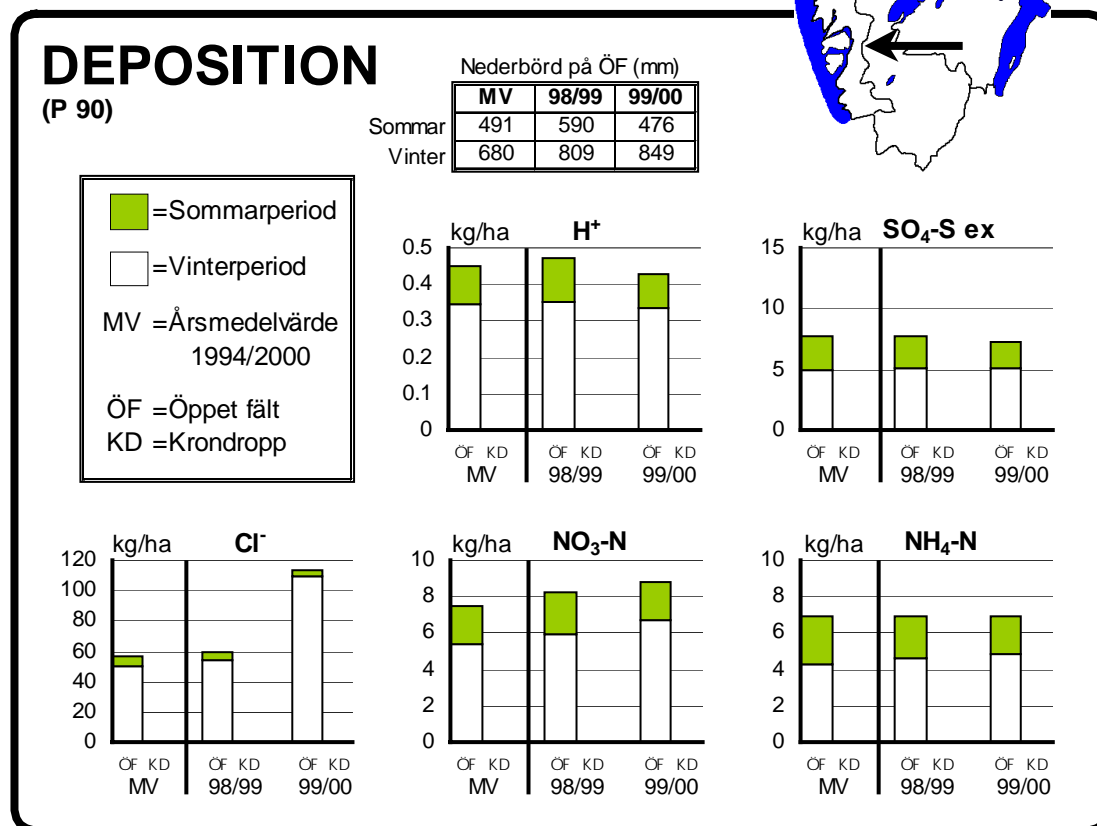 DEPOSITION
(P 90)
Nederbörd på ÖF (mm)
MV 98/99 99/00
Sommar 491 590 476
Vinter 680 809 849
=Sommarperiod
=Vinterperiod
MV =Årsmedelvärde
1994/2000
ÖF =Öppet fält
KD =Krondropp
kg/ha H⁺
0.5
0.4
0.3
0.2
0.1
0
ÖF KD ÖF KD ÖF KD
MV 98/99 99/00
kg/ha SO₄-S ex
15
10
5
0
ÖF KD ÖF KD ÖF KD
MV 98/99 99/00
kg/ha Cl⁻
120
100
80
60
40
20
0
ÖF KD ÖF KD ÖF KD
MV 98/99 99/00
kg/ha NO₃-N
10
8
6
4
2
0
ÖF KD ÖF KD ÖF KD
MV 98/99 99/00
kg/ha NH₄-N
10
8
6
4
2
0
ÖF KD ÖF KD ÖF KD
MV 98/99 99/00